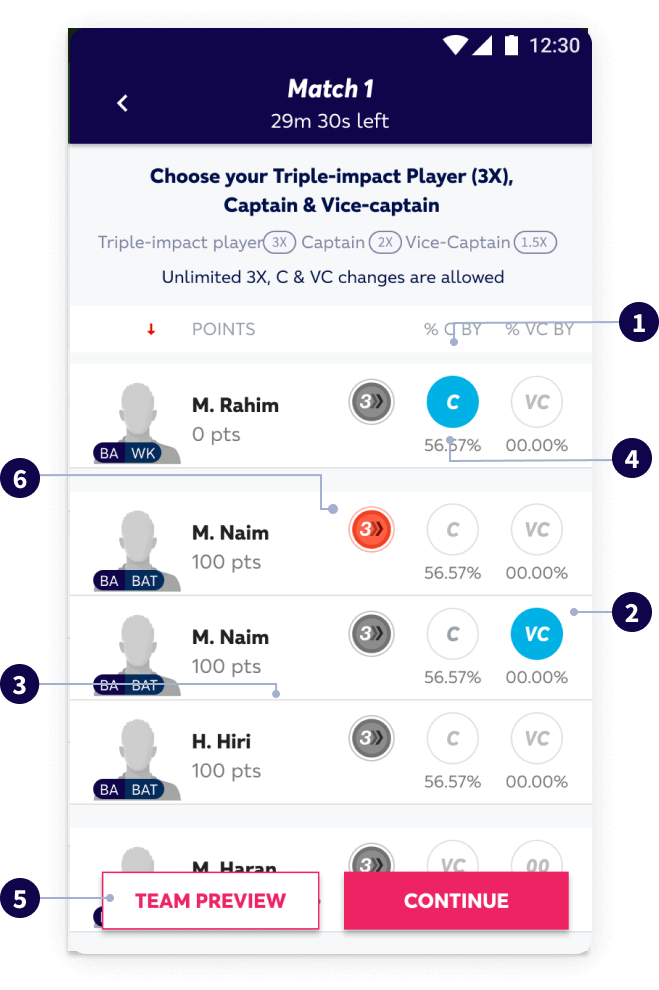 12:30
Match 1
29m 30s left
Choose your Triple-impact Player (3X),
Captain & Vice-captain
Triple-impact player 3X Captain 2X Vice-Captain 1.5X
Unlimited 3X, C & VC changes are allowed
POINTS % C BY % VC BY
1
M. Rahim
0 pts
BA WK
3 C VC
56.57% 00.00%
4
6
M. Naim
100 pts
BA BAT
3 C VC
56.57% 00.00%
2
M. Naim
100 pts
BA BAT
3 C VC
56.57% 00.00%
3
H. Hiri
100 pts
BA BAT
3 C VC
56.57% 00.00%
M. Haran
3 VC 00
5
TEAM PREVIEW CONTINUE